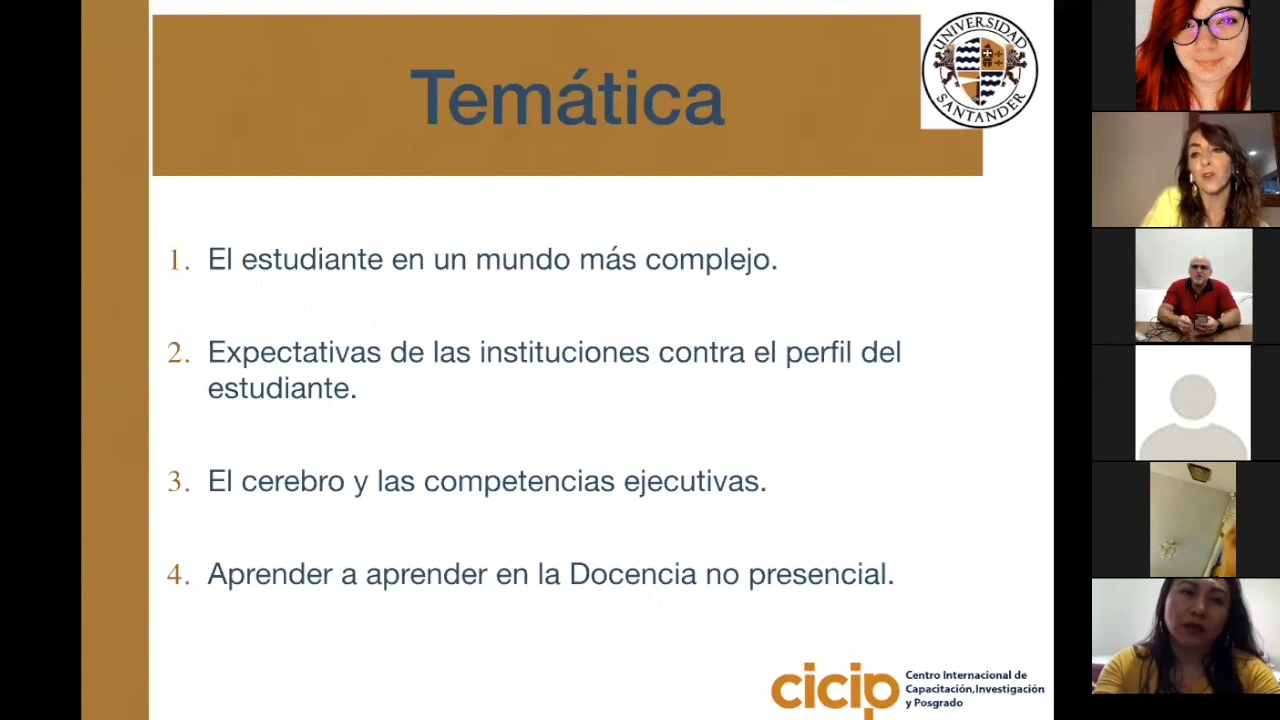 Temática
UNIVERSIDAD
SANTANDER
1. El estudiante en un mundo más complejo.
2. Expectativas de las instituciones contra el perfil del
estudiante.
3. El cerebro y las competencias ejecutivas.
4. Aprender a aprender en la Docencia no presencial.
cicip
Centro Internacional de
Capacitación,Investigación
y Posgrado